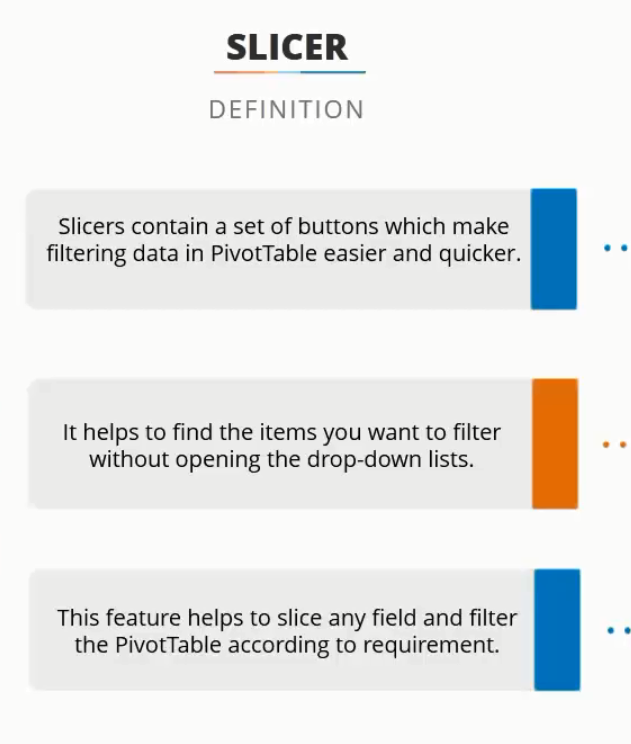 SLICER
DEFINITION
Slicers contain a set of buttons which make
filtering data in PivotTable easier and quicker.
It helps to find the items you want to filter
without opening the drop-down lists.
This feature helps to slice any field and filter
the PivotTable according to requirement.